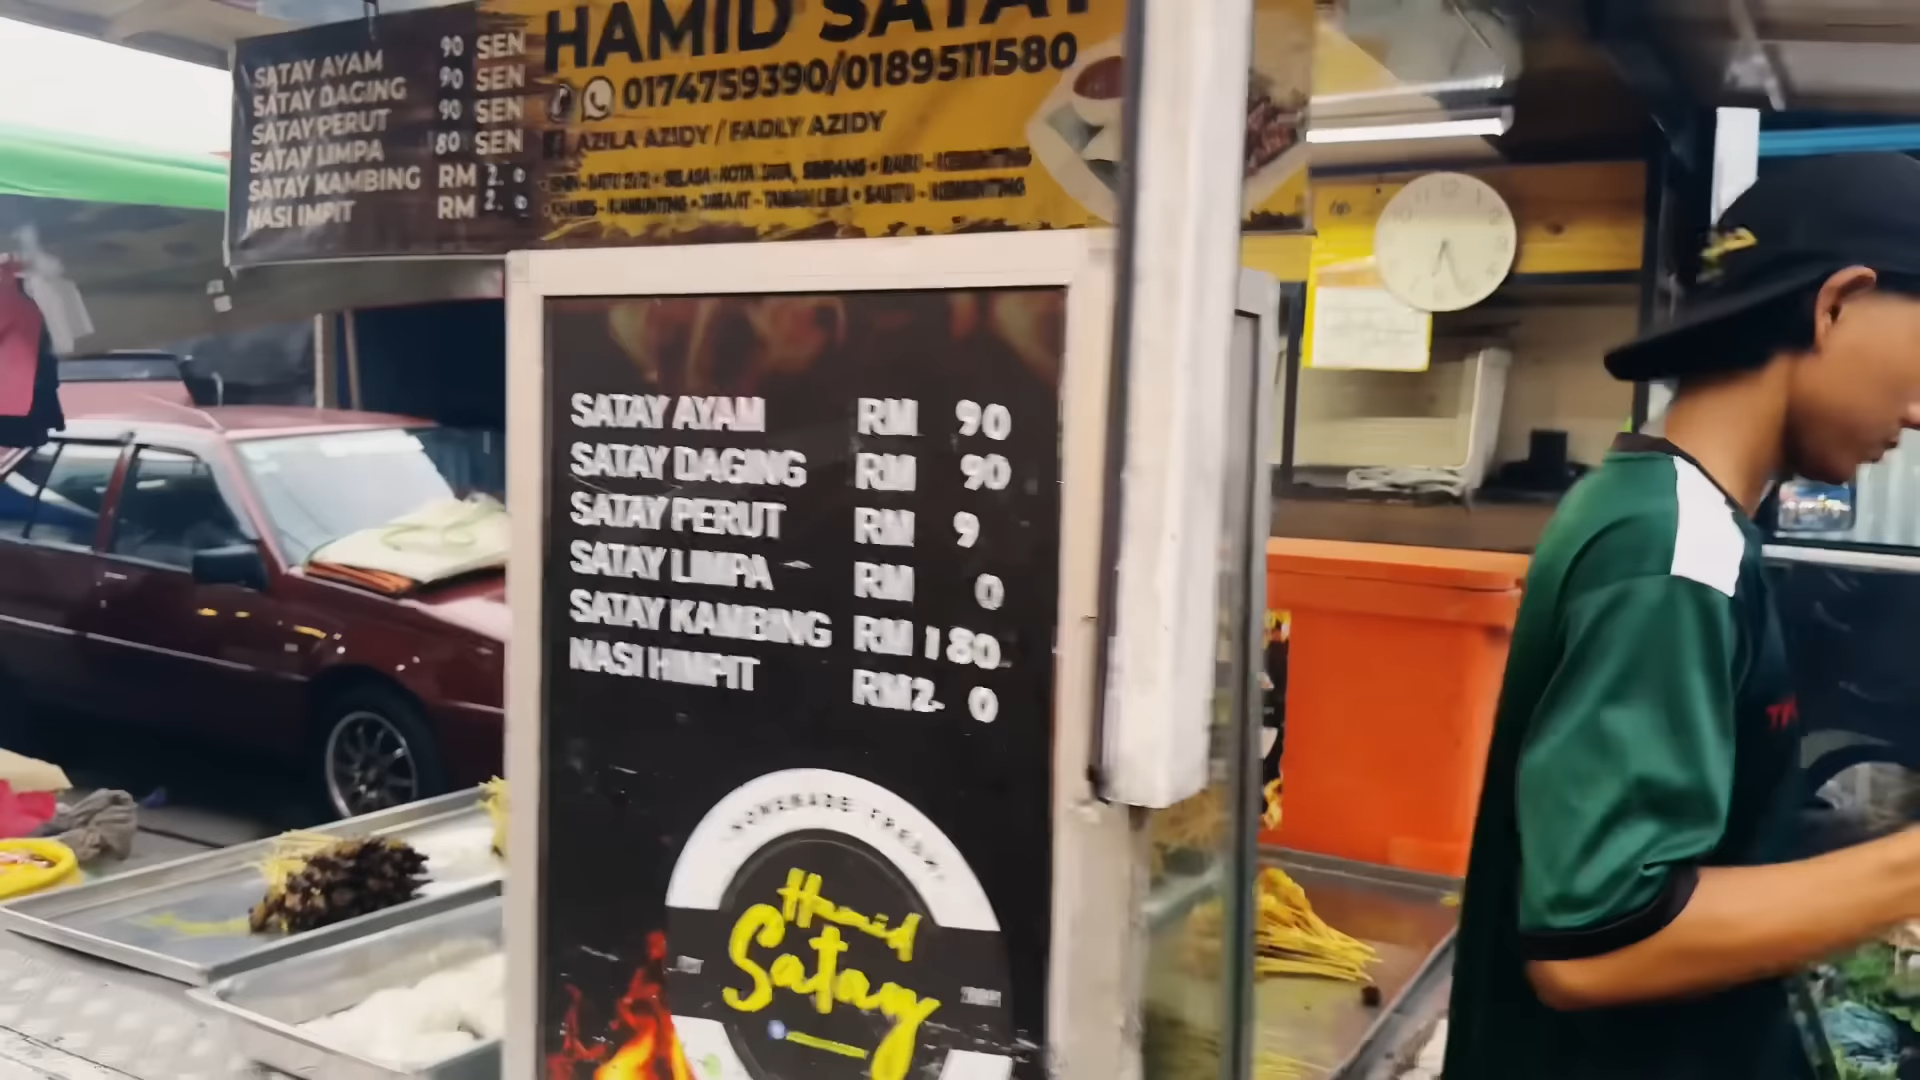 SATAY AYAM 90 SEN
SATAY DAGING 90 SEN
SATAY PERUT 90 SEN
SATAY LIMPA 80 SEN
SATAY KAMBING RM 2. 0
NASI IMPIT RM 2. 0
HAMID SATAY
0174759390/0189511580
AZILA AZIDY / FADLY AZIDY
SATAY AYAM RM 90
SATAY DAGING RM 90
SATAY PERUT RM 9
SATAY LIMPA RM 0
SATAY KAMBING RM 1 80
NASI HIMPIT RM2. 0
Hamid
Satay